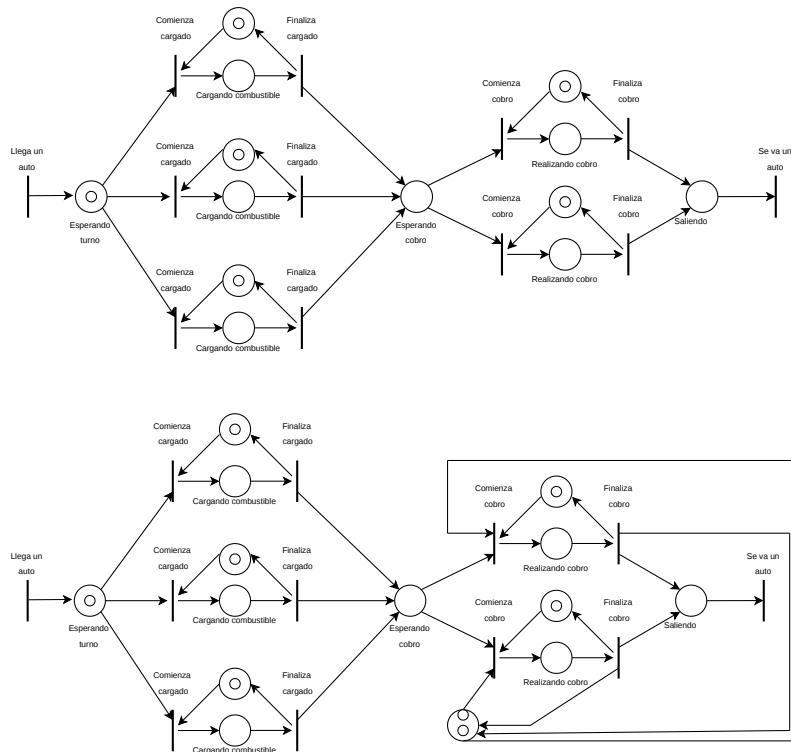 Comienza
cargado
Finaliza
cargado
Cargando combustible
Llega un
auto
Esperando
turno
Comienza
cargado
Finaliza
cargado
Cargando combustible
Comienza
cargado
Finaliza
cargado
Cargando combustible
Esperando
cobro
Comienza
cobro
Finaliza
cobro
Realizando cobro
Comienza
cobro
Finaliza
cobro
Realizando cobro
Saliendo
Se va un
auto
Comienza
cargado
Finaliza
cargado
Cargando combustible
Llega un
auto
Esperando
turno
Comienza
cargado
Finaliza
cargado
Cargando combustible
Comienza
cargado
Finaliza
cargado
Cargando combustible
Esperando
cobro
Comienza
cobro
Finaliza
cobro
Realizando cobro
Comienza
cobro
Finaliza
cobro
Realizando cobro
Saliendo
Se va un
auto